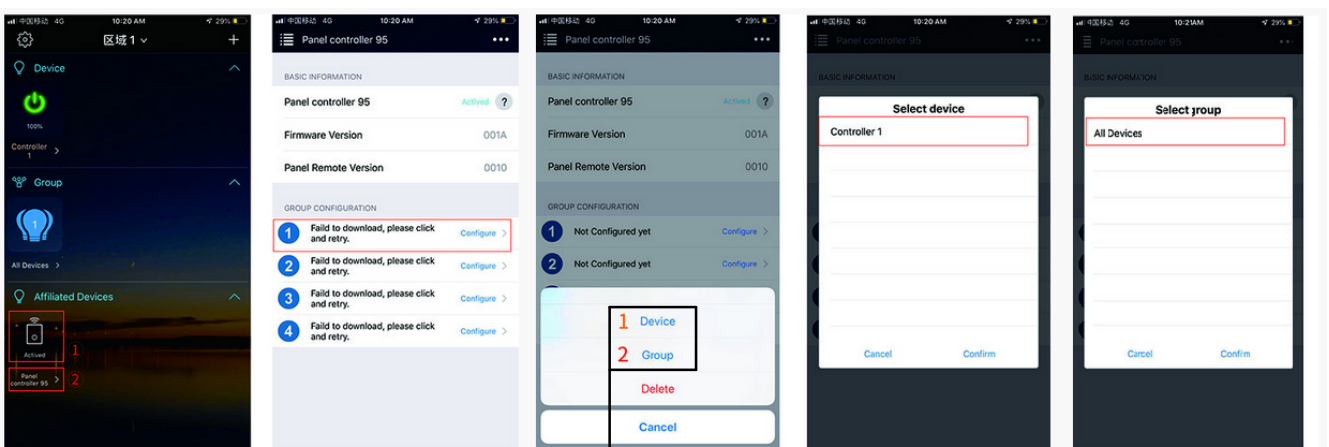 中国移动 4G 10:20 AM 29%
区域 1
Device
100%
Controller
1
Group
1
All Devices
Affiliated Devices
Actived
1
Panel
controller 95
2
中国移动 4G 10:20 AM 29%
Panel controller 95
BASIC INFORMATION
Panel controller 95 Actived ?
Firmware Version 001A
Panel Remote Version 0010
GROUP CONFIGURATION
1 Faild to download, please click
and retry. Configure
2 Faild to download, please click
and retry. Configure
3 Faild to download, please click
and retry. Configure
4 Faild to download, please click
and retry. Configure
中国移动 4G 10:20 AM 29%
Panel controller 95
BASIC INFORMATION
Panel controller 95 Actived ?
Firmware Version 001A
Panel Remote Version 0010
GROUP CONFIGURATION
1 Not Configured yet Configure
2 Not Configured yet Configure
1 Device
2 Group
Delete
Cancel
中国移动 4G 10:20 AM 29%
Panel controller 95
BASIC INFORMATION
Select device
Controller 1
Cancel Confirm
中国移动 4G 10:21AM 29%
Panel controller 95
BASIC INFORMATION
Select group
All Devices
Cancel Confirm